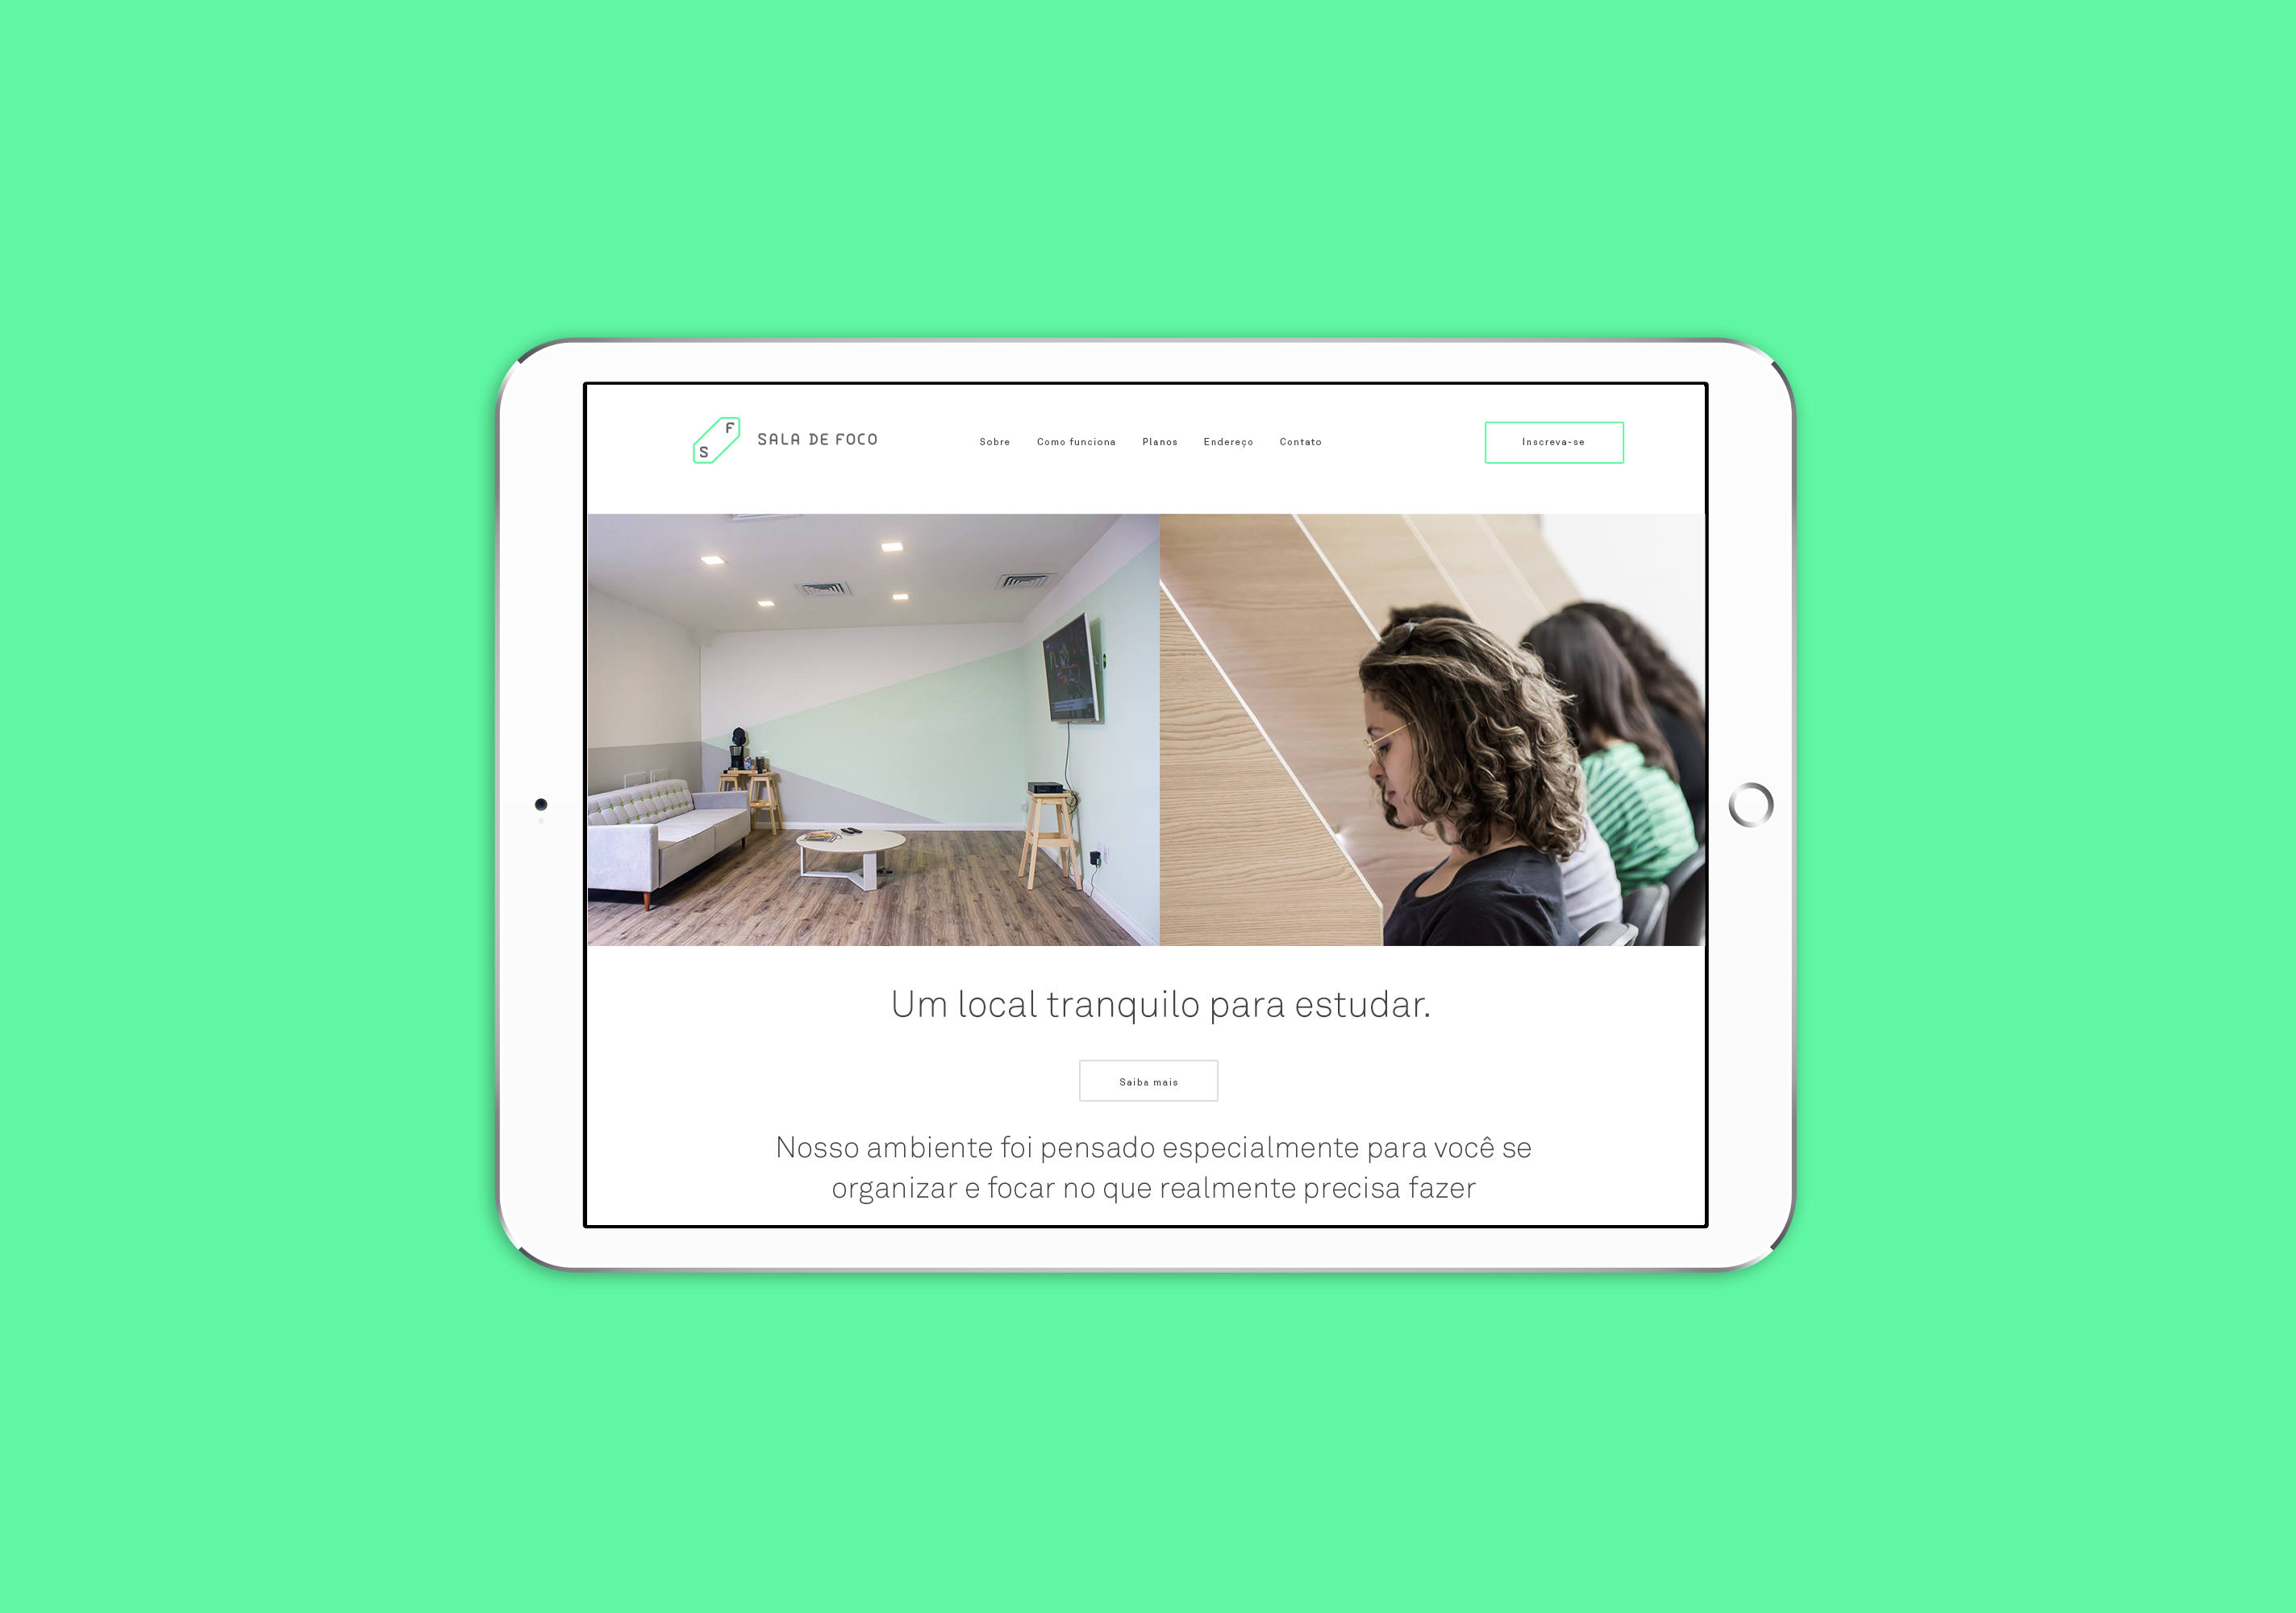 F
S
SALA DE FOCO
Sobre Como funciona Planos Endereço Contato
Inscreva-se
Um local tranquilo para estudar.
Saiba mais
Nosso ambiente foi pensado especialmente para você se
organizar e focar no que realmente precisa fazer